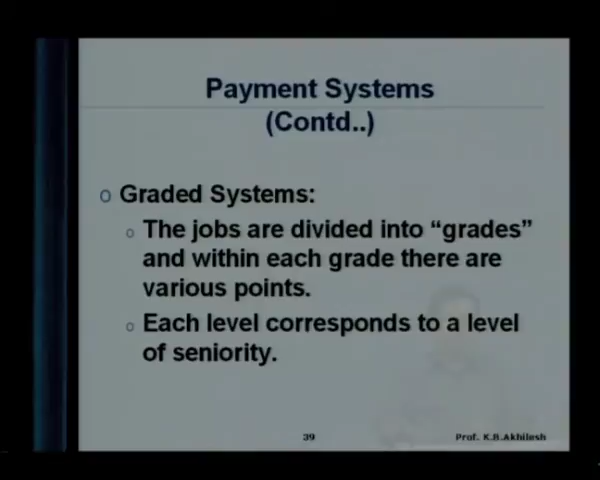 Payment Systems
(Contd..)
o Graded Systems:
o The jobs are divided into “grades”
and within each grade there are
various points.
o Each level corresponds to a level
of seniority.
39
Prof. K.B.Akhilesh